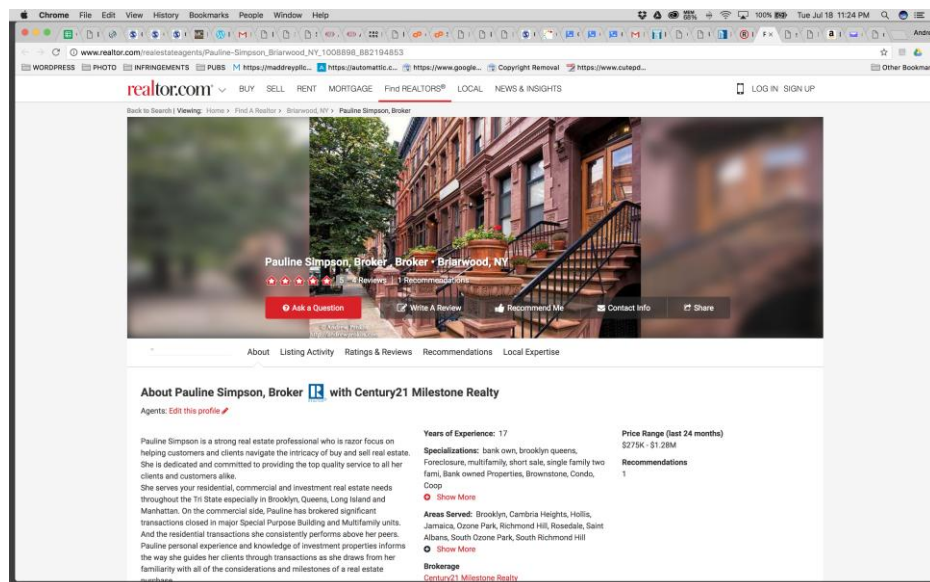 Chrome File Edit View History Bookmarks People Window Help 100% Tue Jul 18 11:24 PM
www.realtor.com/realestateagents/Pauline-Simpson_Briarwood_NY_1008898_882194853
WORDPRESS PHOTO INFRINGEMENTS PUBS https://maddreypllc... https://automattic.c... https://www.google... Copyright Removal https://www.cutepd... Other Bookmar
realtor.com BUY SELL RENT MORTGAGE Find REALTORS® LOCAL NEWS & INSIGHTS LOG IN SIGN UP
Back to Search | Viewing: Home > Find A Realtor > Briarwood, NY > Pauline Simpson, Broker
Pauline Simpson, Broker , Broker • Briarwood, NY
5 4 Reviews | 1 Recommendations
Ask a Question Write A Review Recommend Me Contact Info Share
About Listing Activity Ratings & Reviews Recommendations Local Expertise
About Pauline Simpson, Broker R with Century21 Milestone Realty
Agents: Edit this profile
Pauline Simpson is a strong real estate professional who is razor focus on
helping customers and clients navigate the intricacy of buy and sell real estate.
She is dedicated and committed to providing the top quality service to all her
clients and customers alike.
She serves your residential, commercial and investment real estate needs
throughout the Tri State especially in Brooklyn, Queens, Long Island and
Manhattan. On the commercial side, Pauline has brokered significant
transactions closed in major Special Purpose Building and Multifamily units.
And the residential transactions she consistently performs above her peers.
Pauline personal experience and knowledge of investment properties informs
the way she guides her clients through transactions as she draws from her
familiarity with all of the considerations and milestones of a real estate
purchase.
Years of Experience: 17
Specializations: bank own, brooklyn queens,
Foreclosure, multifamily, short sale, single family two
fami, Bank owned Properties, Brownstone, Condo,
Coop
Show More
Areas Served: Brooklyn, Cambria Heights, Hollis,
Jamaica, Ozone Park, Richmond Hill, Rosedale, Saint
Albans, South Ozone Park, South Richmond Hill
Show More
Brokerage
Century21 Milestone Realty
Price Range (last 24 months)
$275K - $1.28M
Recommendations
1